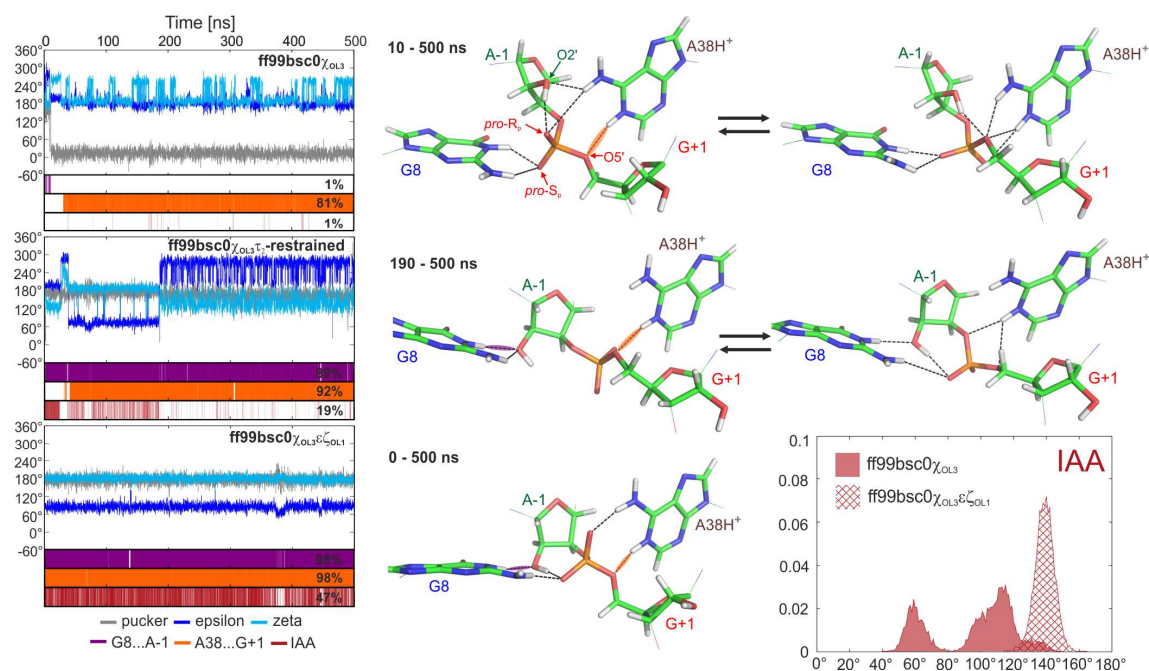 Time [ns]
0 100 200 300 400 500
360°
300°
240°
180°
120°
60°
0°
-60°
ff99bsc0χOL3
1%
81%
1%
360°
300°
240°
180°
120°
60°
0°
-60°
ff99bsc0χOL3τ2-restrained
89%
92%
19%
360°
300°
240°
180°
120°
60°
0°
-60°
ff99bsc0χOL3εζOL1
98%
98%
47%
pucker epsilon zeta
G8...A-1 A38...G+1 IAA
10 - 500 ns
A-1
O2'
A38H+
pro-Rp
G8
O5'
pro-Sp
G+1
A-1
A38H+
G8
G+1
190 - 500 ns
A-1
A38H+
G8
G+1
A-1
A38H+
G8
G+1
0 - 500 ns
A-1
A38H+
G8
G+1
IAA
ff99bsc0χOL3
ff99bsc0χOL3εζOL1
0.1
0.08
0.06
0.04
0.02
0
0° 20° 40° 60° 80° 100° 120° 140° 160° 180°